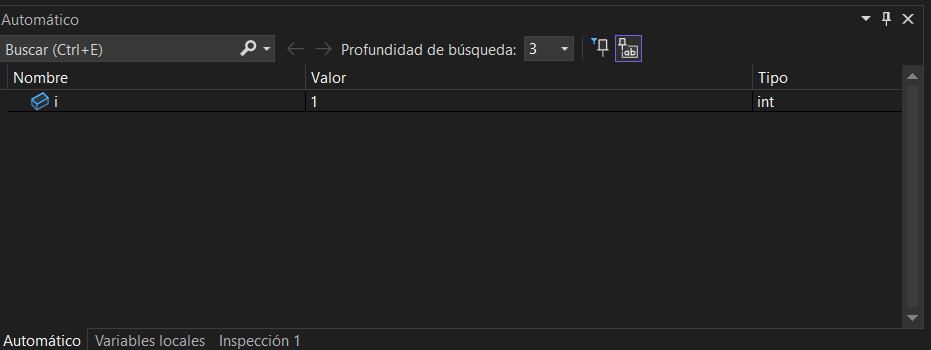 Automático
Buscar (Ctrl+E) Profundidad de búsqueda: 3
Nombre Valor Tipo
i 1 int
Automático Variables locales Inspección 1